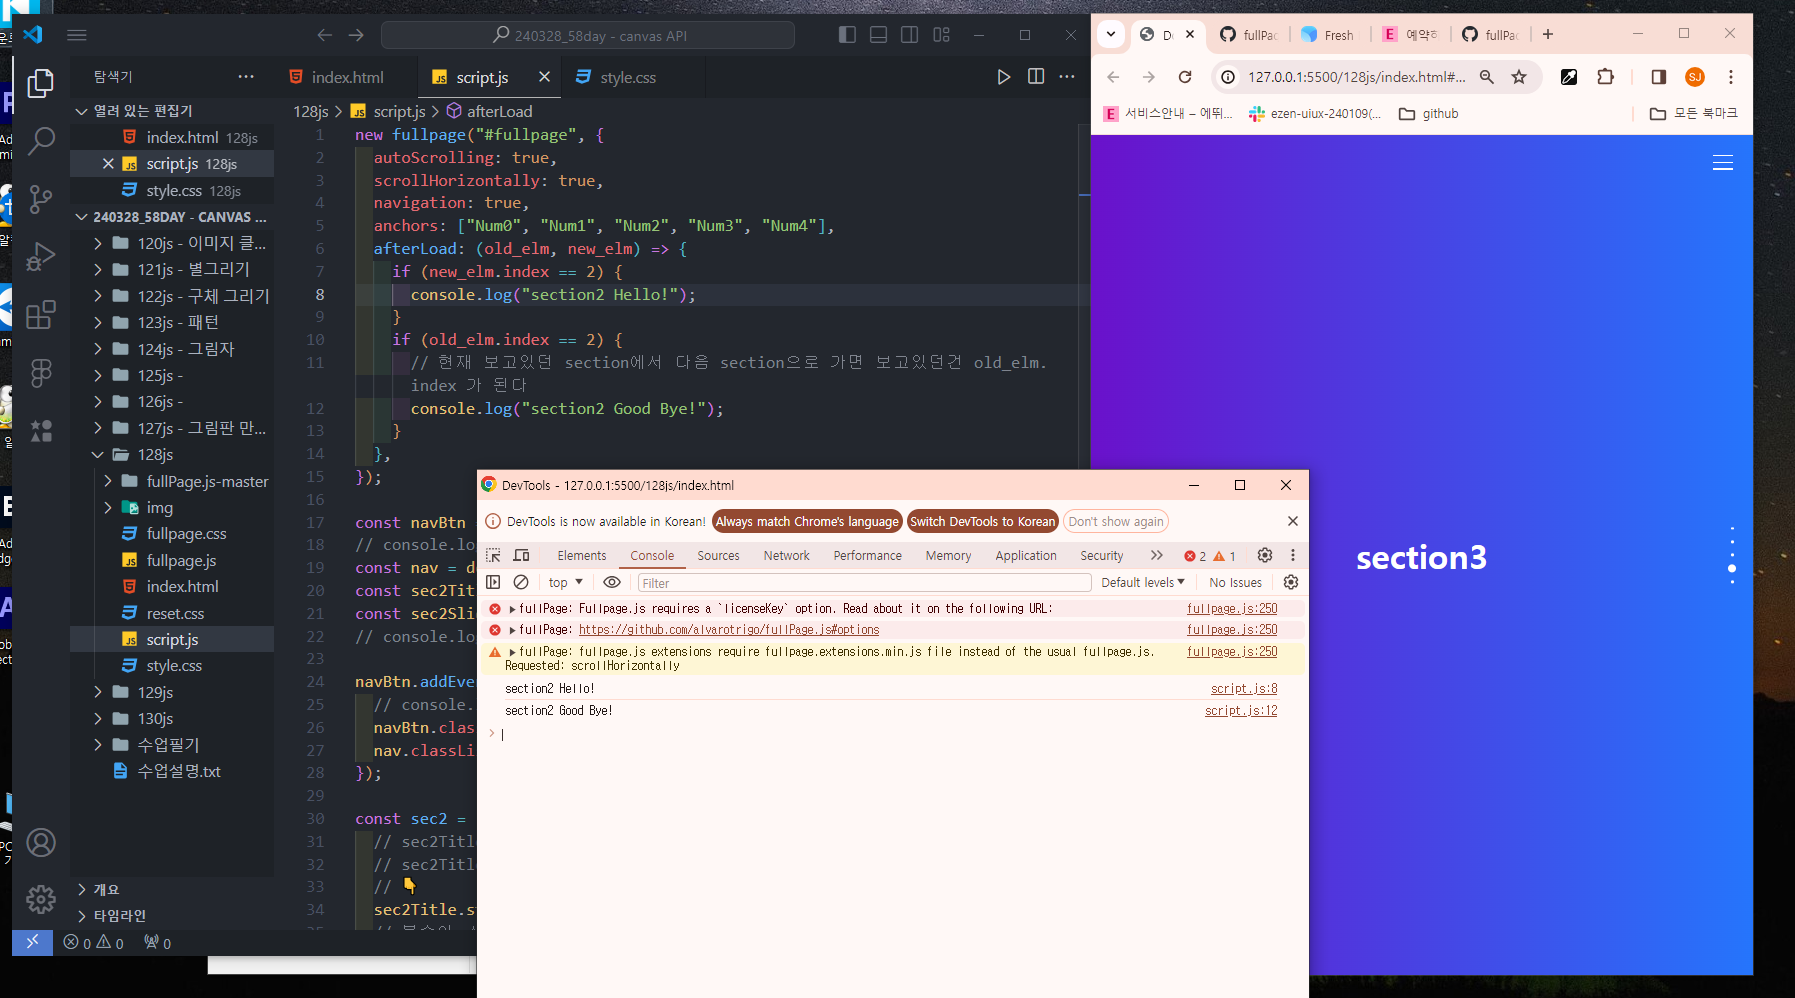 240328_58day - canvas API
탐색기
index.html
script.js
style.css
열려 있는 편집기
index.html 128js
script.js 128js
style.css 128js
240328_58DAY - CANVAS ...
120js - 이미지 클...
121js - 별그리기
122js - 구체 그리기
123js - 패턴
124js - 그림자
125js -
126js -
127js - 그림판 만...
128js
fullPage.js-master
img
fullpage.css
fullpage.js
index.html
reset.css
script.js
style.css
129js
130js
수업필기
수업설명.txt
개요
타임라인
0 0 0
128js > script.js > afterLoad
1 new fullpage("#fullpage", {
2 autoScrolling: true,
3 scrollHorizontally: true,
4 navigation: true,
5 anchors: ["Num0", "Num1", "Num2", "Num3", "Num4"],
6 afterLoad: (old_elm, new_elm) => {
7 if (new_elm.index == 2) {
8 console.log("section2 Hello!");
9 }
10 if (old_elm.index == 2) {
11 // 현재 보고있던 section에서 다음 section으로 가면 보고있던건 old_elm.
index 가 된다
12 console.log("section2 Good Bye!");
13 }
14 },
15 });
16
17 const navBtn
18 // console.lo
19 const nav = d
20 const sec2Tit
21 const sec2Sli
22 // console.lo
23
24 navBtn.addEve
25 // console.
26 navBtn.clas
27 nav.classLi
28 });
29
30 const sec2 =
31 // sec2Titl
32 // sec2Titl
33 // 👇
34 sec2Title.s
DevTools - 127.0.0.1:5500/128js/index.html
DevTools is now available in Korean! Always match Chrome's language Switch DevTools to Korean Don't show again
Elements Console Sources Network Performance Memory Application Security 2 1
top Filter Default levels No Issues
fullPage: Fullpage.js requires a `licenseKey` option. Read about it on the following URL: fullpage.js:250
fullPage: https://github.com/alvarotrigo/fullPage.js#options fullpage.js:250
fullPage: fullpage.js extensions require fullpage.extensions.min.js file instead of the usual fullpage.js. fullpage.js:250
Requested: scrollHorizontally
section2 Hello! script.js:8
section2 Good Bye! script.js:12
fullPa Fresh 예약 fullPa
127.0.0.1:5500/128js/index.html#... SJ
E 서비스안내 – 에뛰... ezen-uiux-240109(... github 모든 북마크
section3